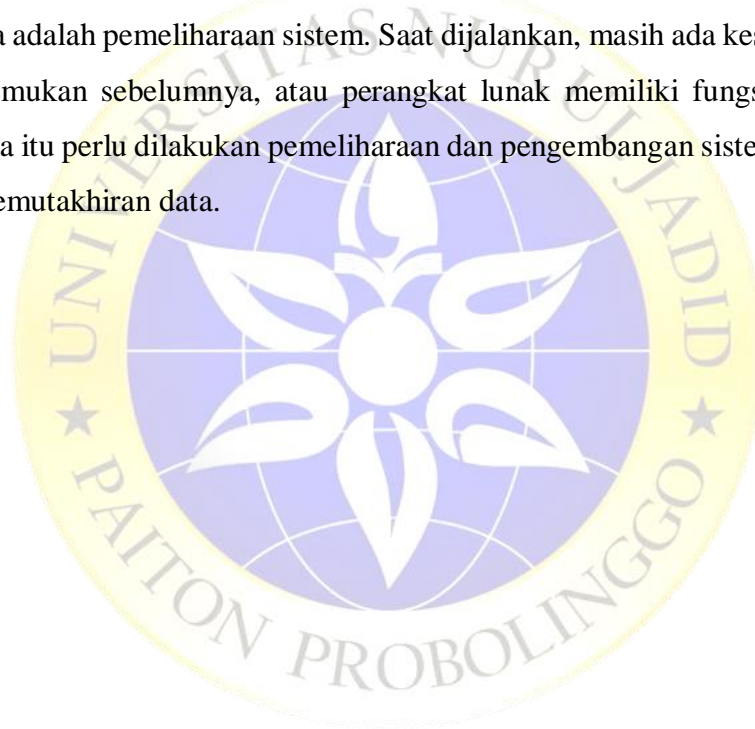 a adalah pemeliharaan sistem. Saat dijalankan, masih ada kes
mukan sebelumnya, atau perangkat lunak memiliki fungs
a itu perlu dilakukan pemeliharaan dan pengembangan siste
emutakhiran data.
UNIVERSITAS NURUL JADID
PAITON PROBOLINGGO